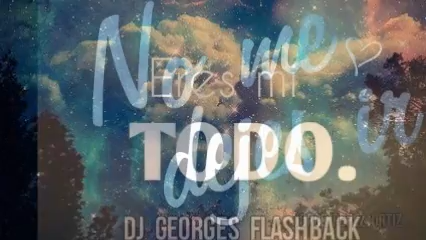 No me
Eres mi
dejes ir
TODO.
DJ GEORGES FLASHBACK